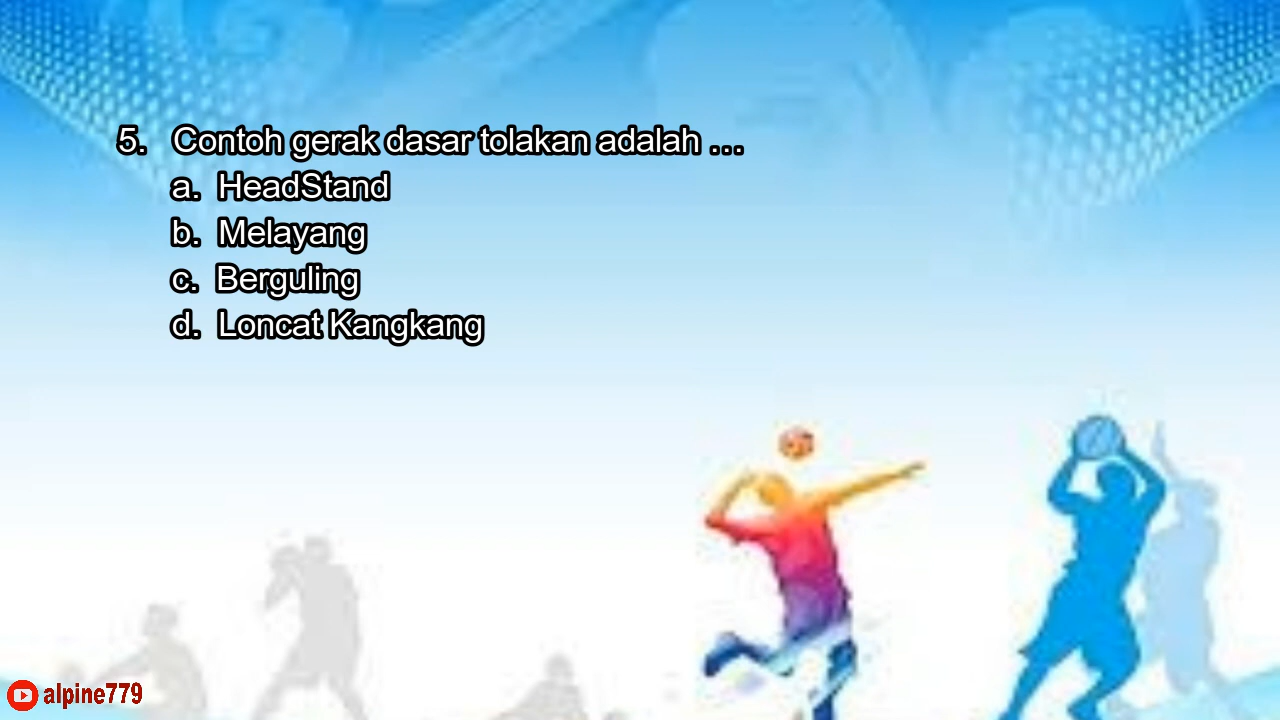 5. Contoh gerak dasar tolakan adalah …
a. HeadStand
b. Melayang
c. Berguling
d. Loncat Kangkang
alpine779